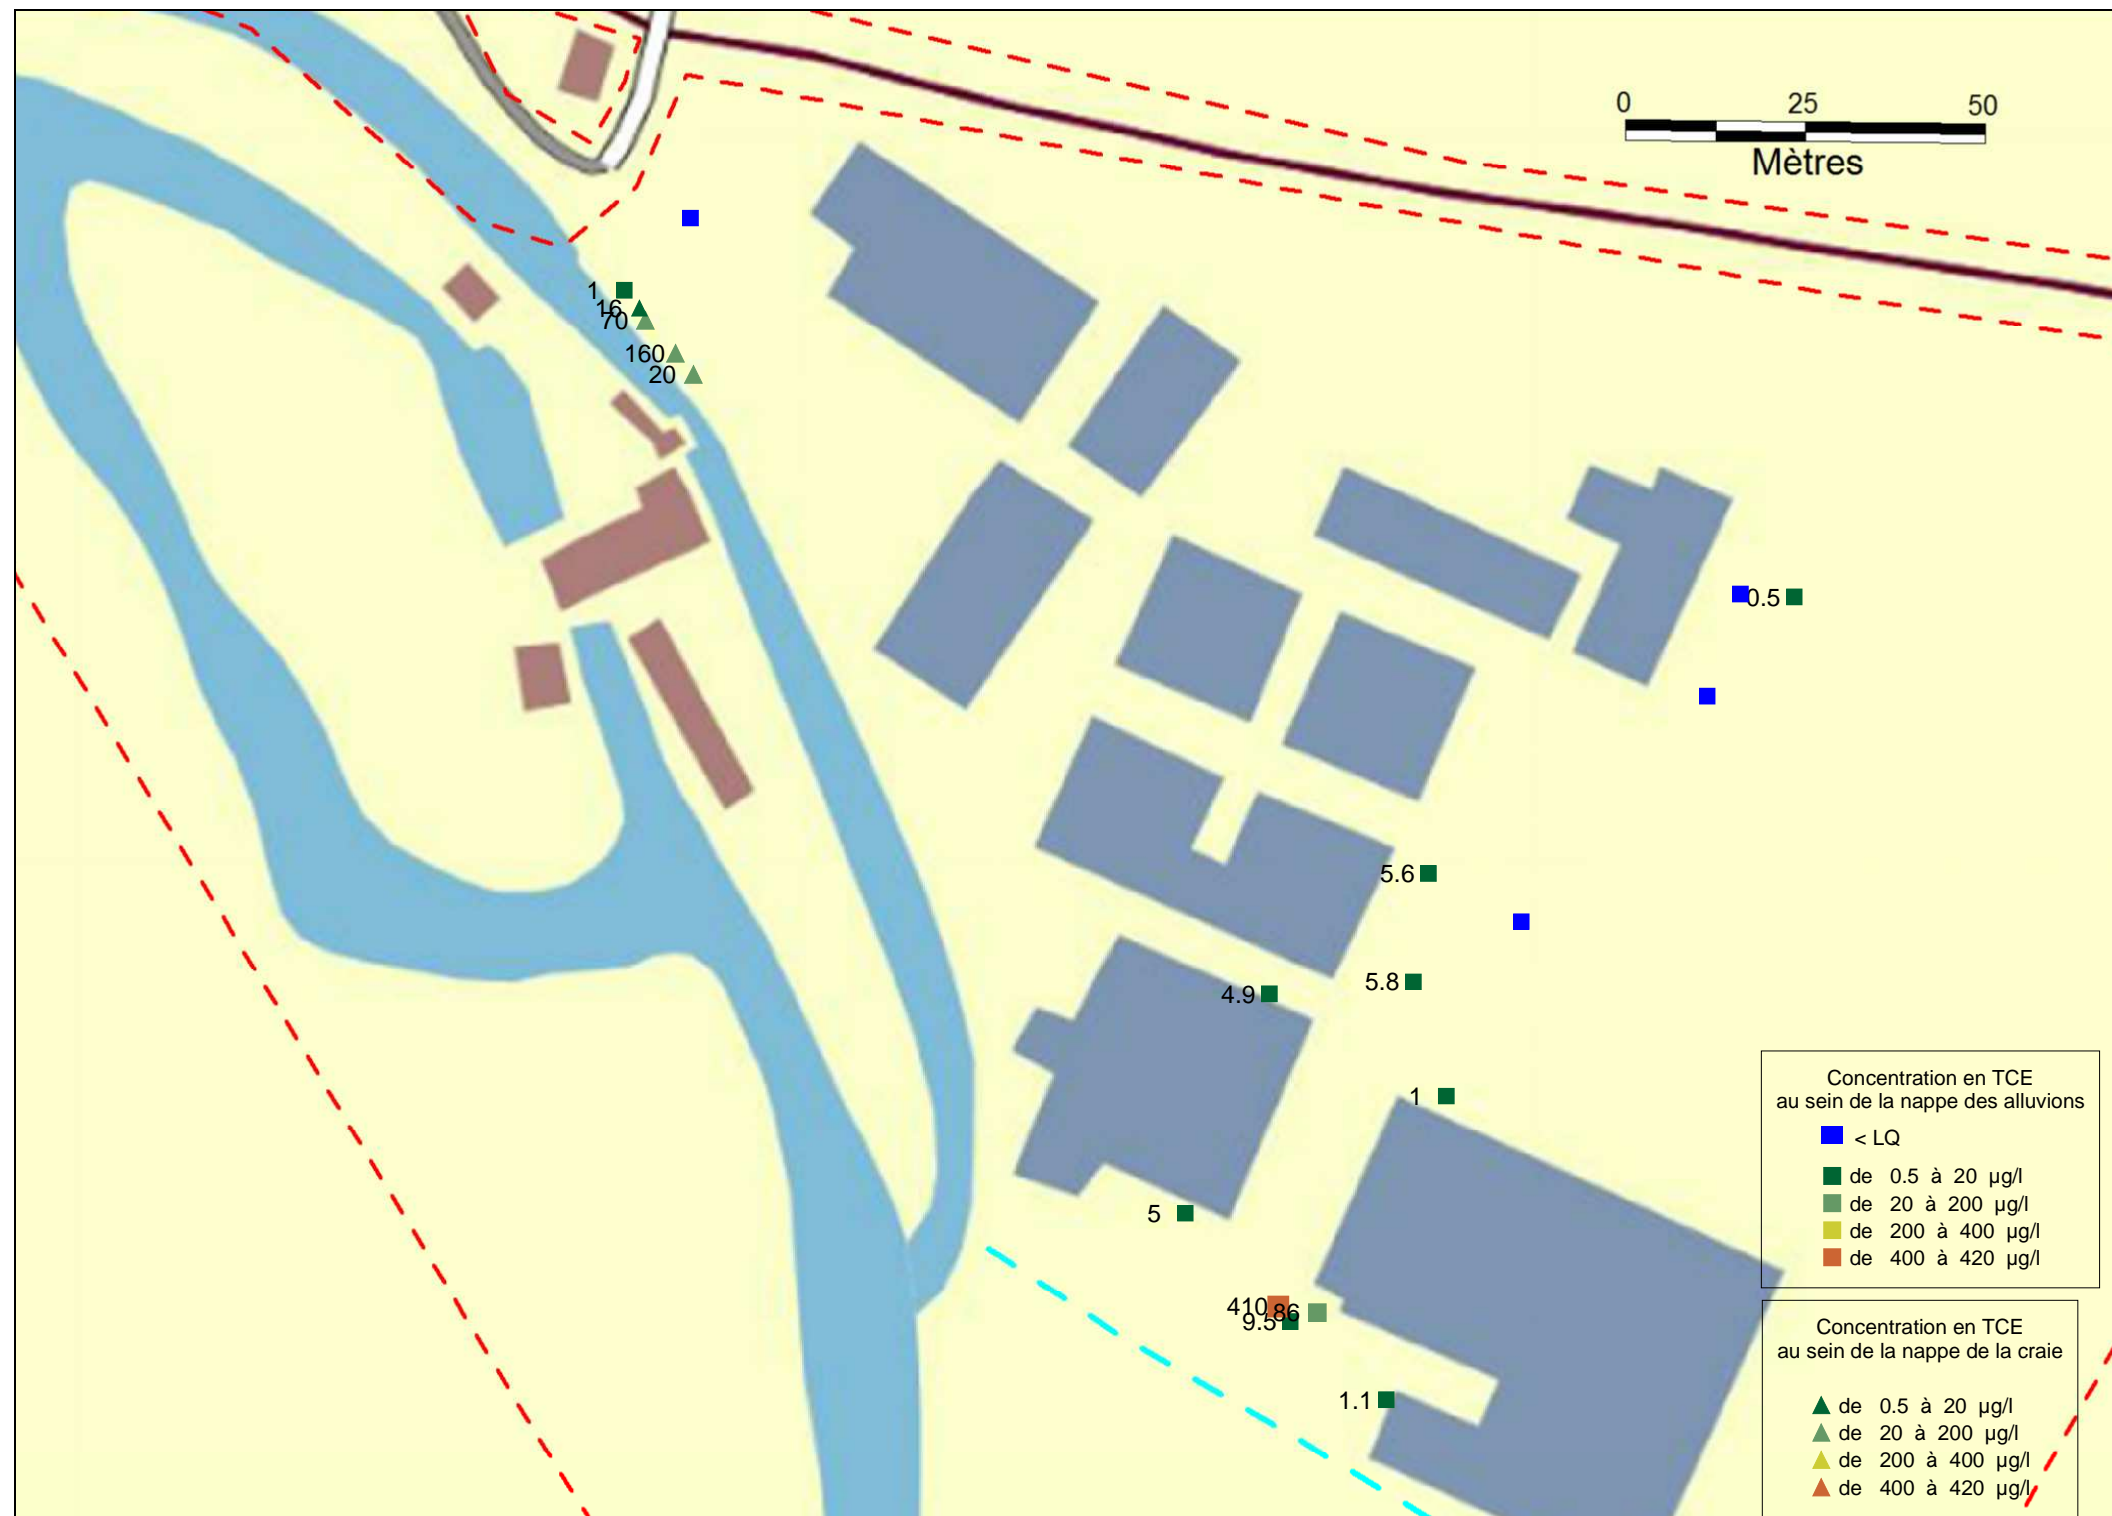 0 25 50
Mètres
1
16
70
160
20
0.5
5.6
5.8
4.9
1
5
410
86
9.5
1.1
Concentration en TCE
au sein de la nappe des alluvions
< LQ
de 0.5 à 20 µg/l
de 20 à 200 µg/l
de 200 à 400 µg/l
de 400 à 420 µg/l
Concentration en TCE
au sein de la nappe de la craie
de 0.5 à 20 µg/l
de 20 à 200 µg/l
de 200 à 400 µg/l
de 400 à 420 µg/l